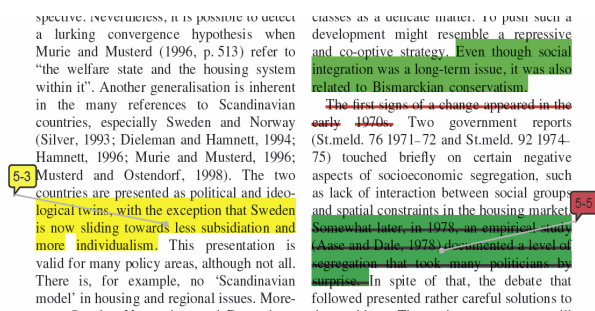 spective. Nevertheless, it is possible to detect
a lurking convergence hypothesis when
Murie and Musterd (1996, p. 513) refer to
“the welfare state and the housing system
within it”. Another generalisation is inherent
in the many references to Scandinavian
countries, especially Sweden and Norway
(Silver, 1993; Dieleman and Hamnett, 1994;
Hamnett, 1996; Murie and Musterd, 1996;
5-3
Musterd and Ostendorf, 1998). The two
countries are presented as political and ideo-
logical twins, with the exception that Sweden
is now sliding towards less subsidiation and
more individualism. This presentation is
valid for many policy areas, although not all.
There is, for example, no ‘Scandinavian
model’ in housing and regional issues. More-
classes as a delicate matter. To push such a
development might resemble a repressive
and co-optive strategy. Even though social
integration was a long-term issue, it was also
related to Bismarckian conservatism.
The first signs of a change appeared in the
early 1970s. Two government reports
(St.meld. 76 1971–72 and St.meld. 92 1974–
75) touched briefly on certain negative
aspects of socioeconomic segregation, such
as lack of interaction between social groups
and spatial constraints in the housing market.
5-5
Somewhat later, in 1978, an empirical study
(Aase and Dale, 1978) documented a level of
segregation that took many politicians by
surprise. In spite of that, the debate that
followed presented rather careful solutions to